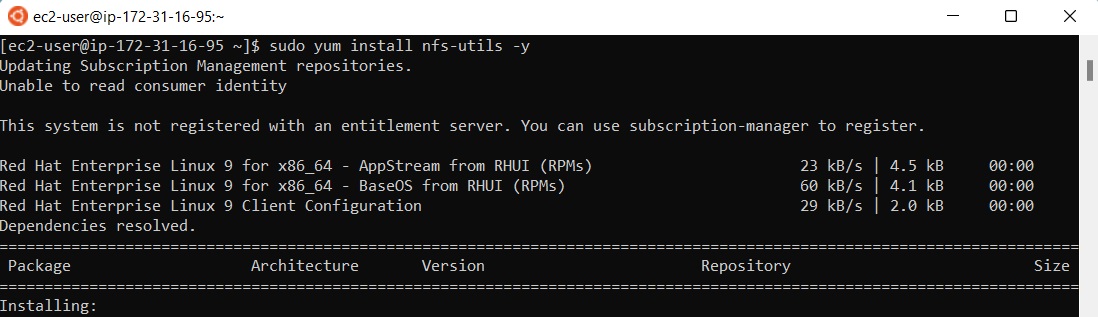 ec2-user@ip-172-31-16-95:~
[ec2-user@ip-172-31-16-95 ~]$ sudo yum install nfs-utils -y
Updating Subscription Management repositories.
Unable to read consumer identity
This system is not registered with an entitlement server. You can use subscription-manager to register.
Red Hat Enterprise Linux 9 for x86_64 - AppStream from RHUI (RPMs) 23 kB/s | 4.5 kB 00:00
Red Hat Enterprise Linux 9 for x86_64 - BaseOS from RHUI (RPMs) 60 kB/s | 4.1 kB 00:00
Red Hat Enterprise Linux 9 Client Configuration 29 kB/s | 2.0 kB 00:00
Dependencies resolved.
Package Architecture Version Repository Size
Installing: